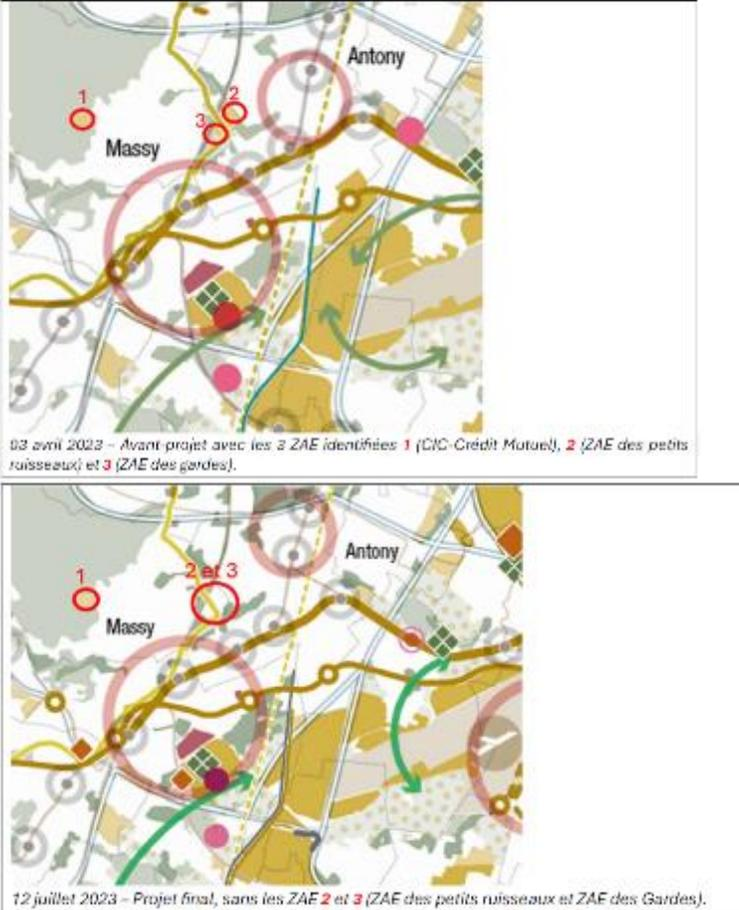 Antony
1
2
3
Massy
03 avril 2023 – Avant-projet avec les 3 ZAE identifiées 1 (CIC-Crédit Mutuel), 2 (ZAE des petits
ruisseaux) et 3 (ZAE des gardes).
Antony
1
2 et 3
Massy
12 juillet 2023 – Projet final, sans les ZAE 2 et 3 (ZAE des petits ruisseaux et ZAE des Gardes).